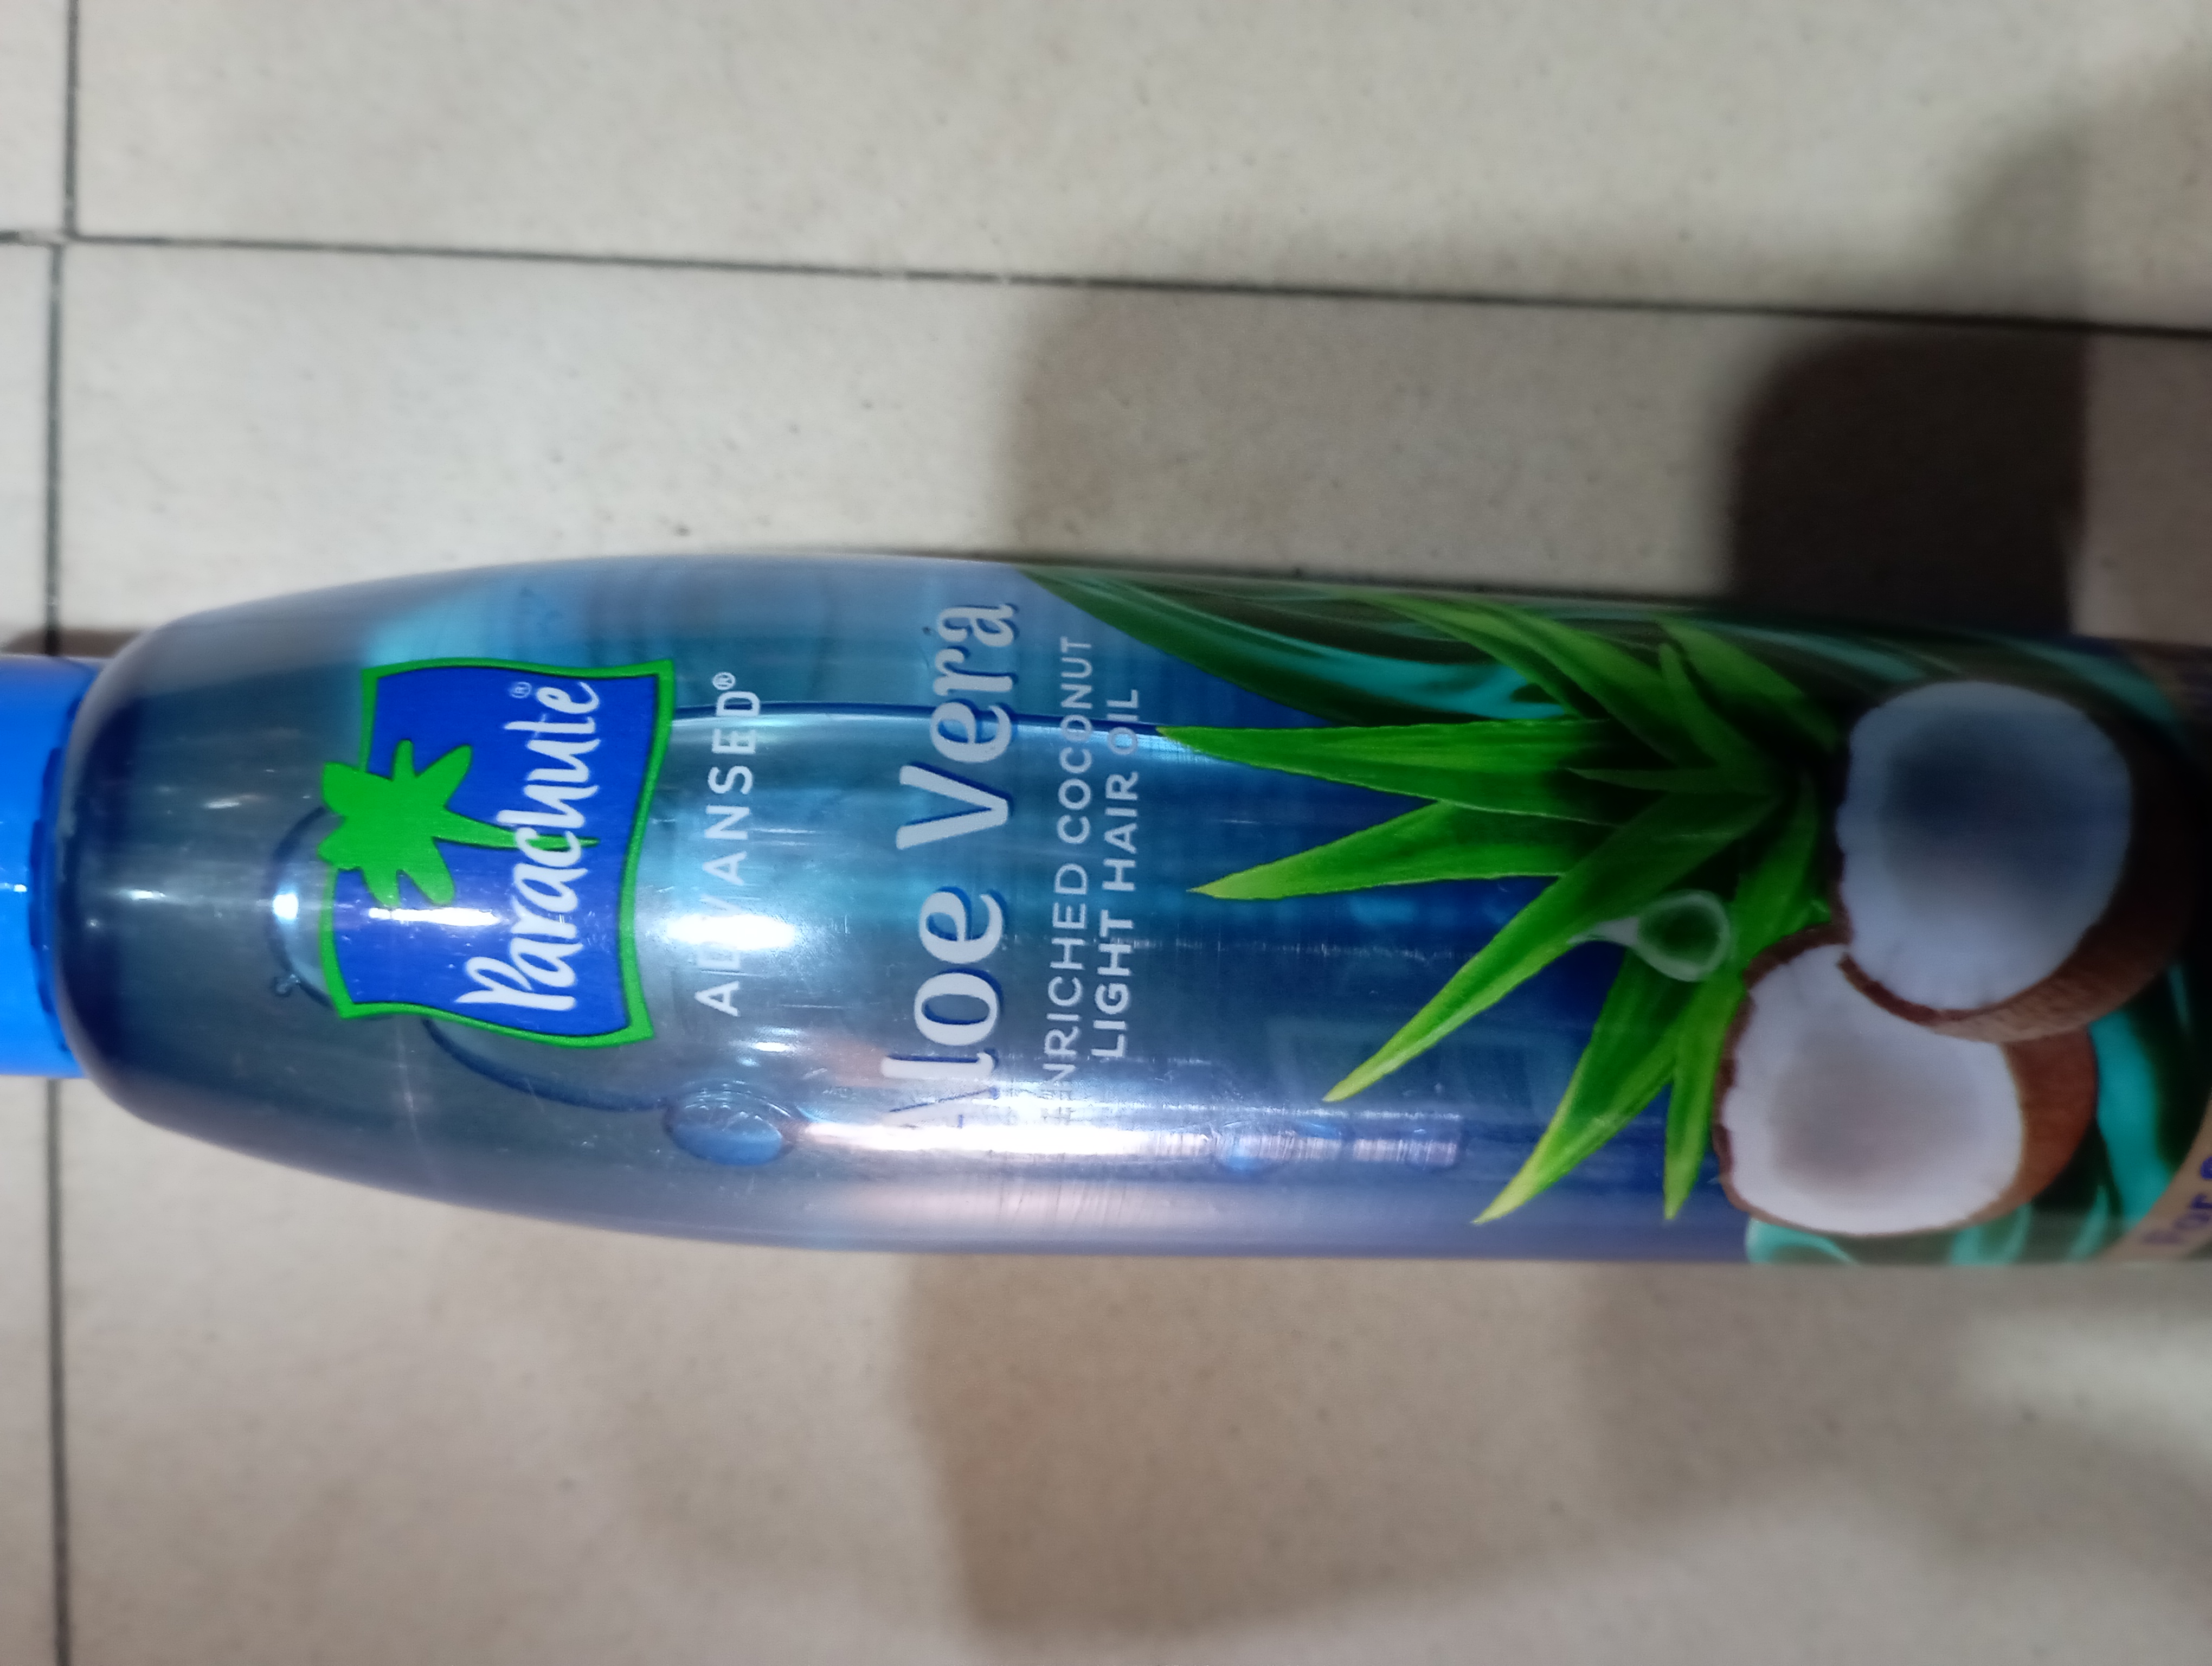 Parachute®
ADVANSED®
Aloe Vera
ENRICHED COCONUT
LIGHT HAIR OIL